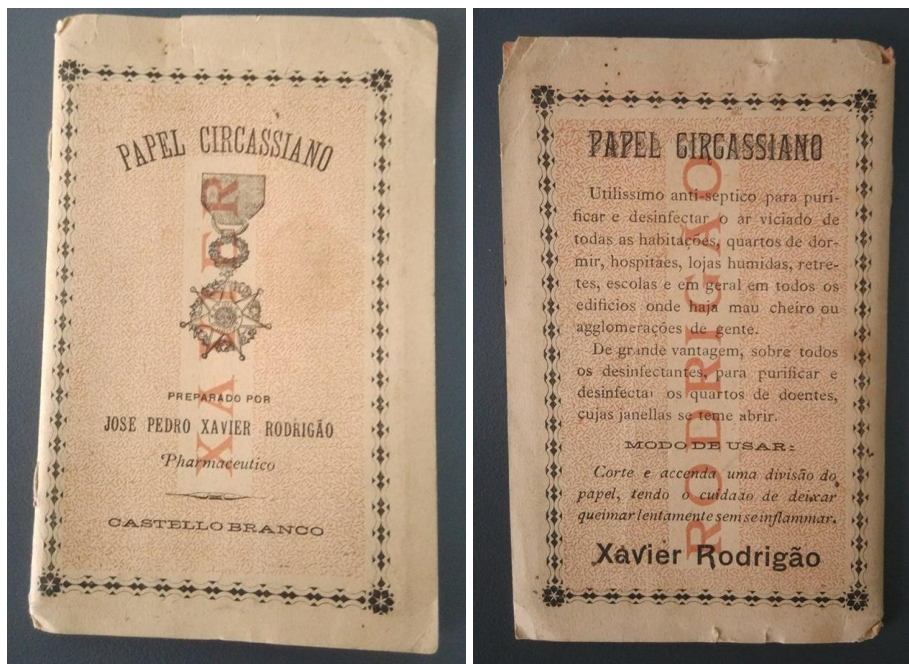 PAPEL CIRCASSIANO
XAVIER
PREPARADO POR
JOSE PEDRO XAVIER RODRIGÃO
Pharmaceutico
CASTELLO BRANCO
PAPEL CIRCASSIANO
RODRIGÃO
Utilissimo anti-septico para puri-
ficar e desinfectar o ar viciado de
todas as habitações, quartos de dor-
mir, hospitaes, lojas humidas, retre-
tes, escolas e em geral em todos os
edificios onde haja mau cheiro ou
agglomerações de gente.
De grande vantagem, sobre todos
os desinfectantes, para purificar e
desinfectar os quartos de doentes,
cujas janellas se teme abrir.
MODO DE USAR:
Corte e accenda uma divisão do
papel, tendo o cuidado de deixar
queimar lentamente sem se inflammar.
Xavier Rodrigão